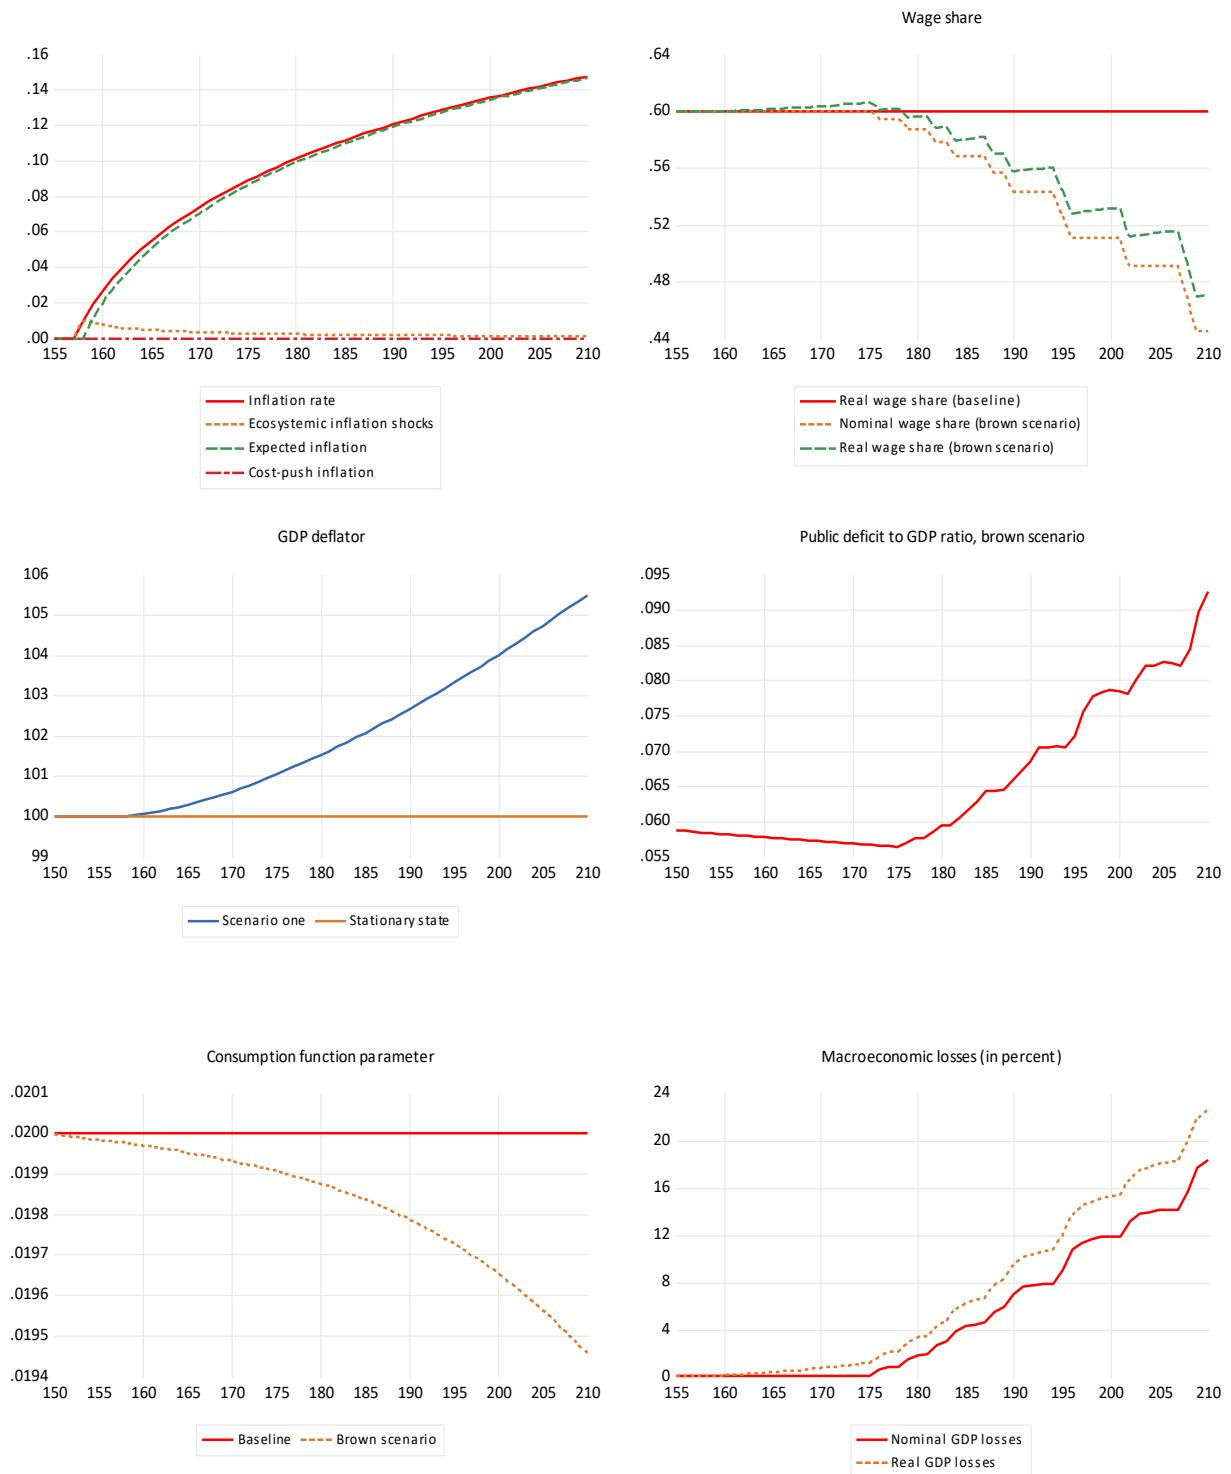 .16
.14
.12
.10
.08
.06
.04
.02
.00
155 160 165 170 175 180 185 190 195 200 205 210
Inflation rate
Ecosystemic inflation shocks
Expected inflation
Cost-push inflation
Wage share
.64
.60
.56
.52
.48
.44
155 160 165 170 175 180 185 190 195 200 205 210
Real wage share (baseline)
Nominal wage share (brown scenario)
Real wage share (brown scenario)
GDP deflator
106
105
104
103
102
101
100
99
150 155 160 165 170 175 180 185 190 195 200 205 210
Scenario one Stationary state
Public deficit to GDP ratio, brown scenario
.095
.090
.085
.080
.075
.070
.065
.060
.055
150 155 160 165 170 175 180 185 190 195 200 205 210
Consumption function parameter
.0201
.0200
.0199
.0198
.0197
.0196
.0195
.0194
150 155 160 165 170 175 180 185 190 195 200 205 210
Baseline Brown scenario
Macroeconomic losses (in percent)
24
20
16
12
8
4
0
155 160 165 170 175 180 185 190 195 200 205 210
Nominal GDP losses
Real GDP losses